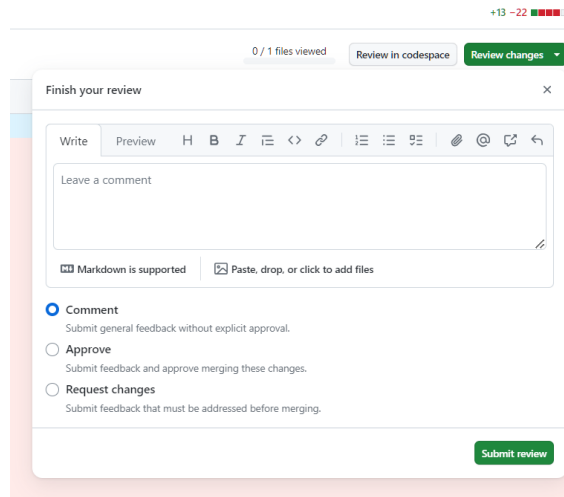 +13 −22
0 / 1 files viewed
Review in codespace
Review changes
Finish your review
Write
Preview
H B I
Leave a comment
Markdown is supported
Paste, drop, or click to add files
Comment
Submit general feedback without explicit approval.
Approve
Submit feedback and approve merging these changes.
Request changes
Submit feedback that must be addressed before merging.
Submit review